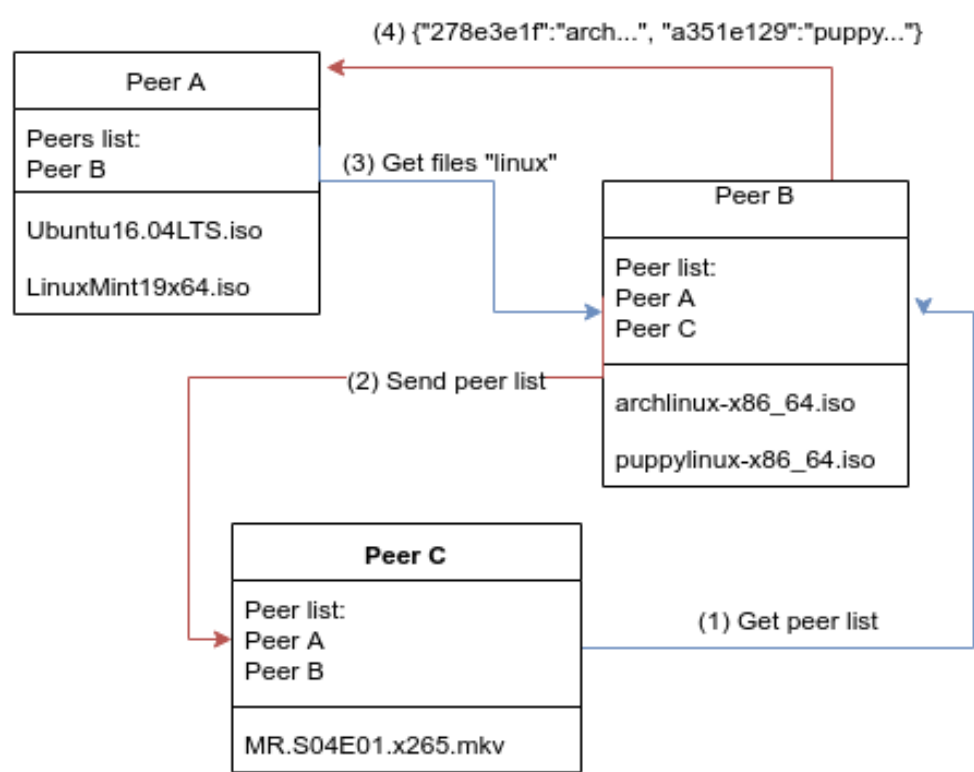 (4) {"278e3e1f":"arch...", "a351e129":"puppy..."}
Peer A
Peers list:
Peer B
Ubuntu16.04LTS.iso
LinuxMint19x64.iso
(3) Get files "linux"
Peer B
Peer list:
Peer A
Peer C
archlinux-x86_64.iso
puppylinux-x86_64.iso
(2) Send peer list
Peer C
Peer list:
Peer A
Peer B
MR.S04E01.x265.mkv
(1) Get peer list